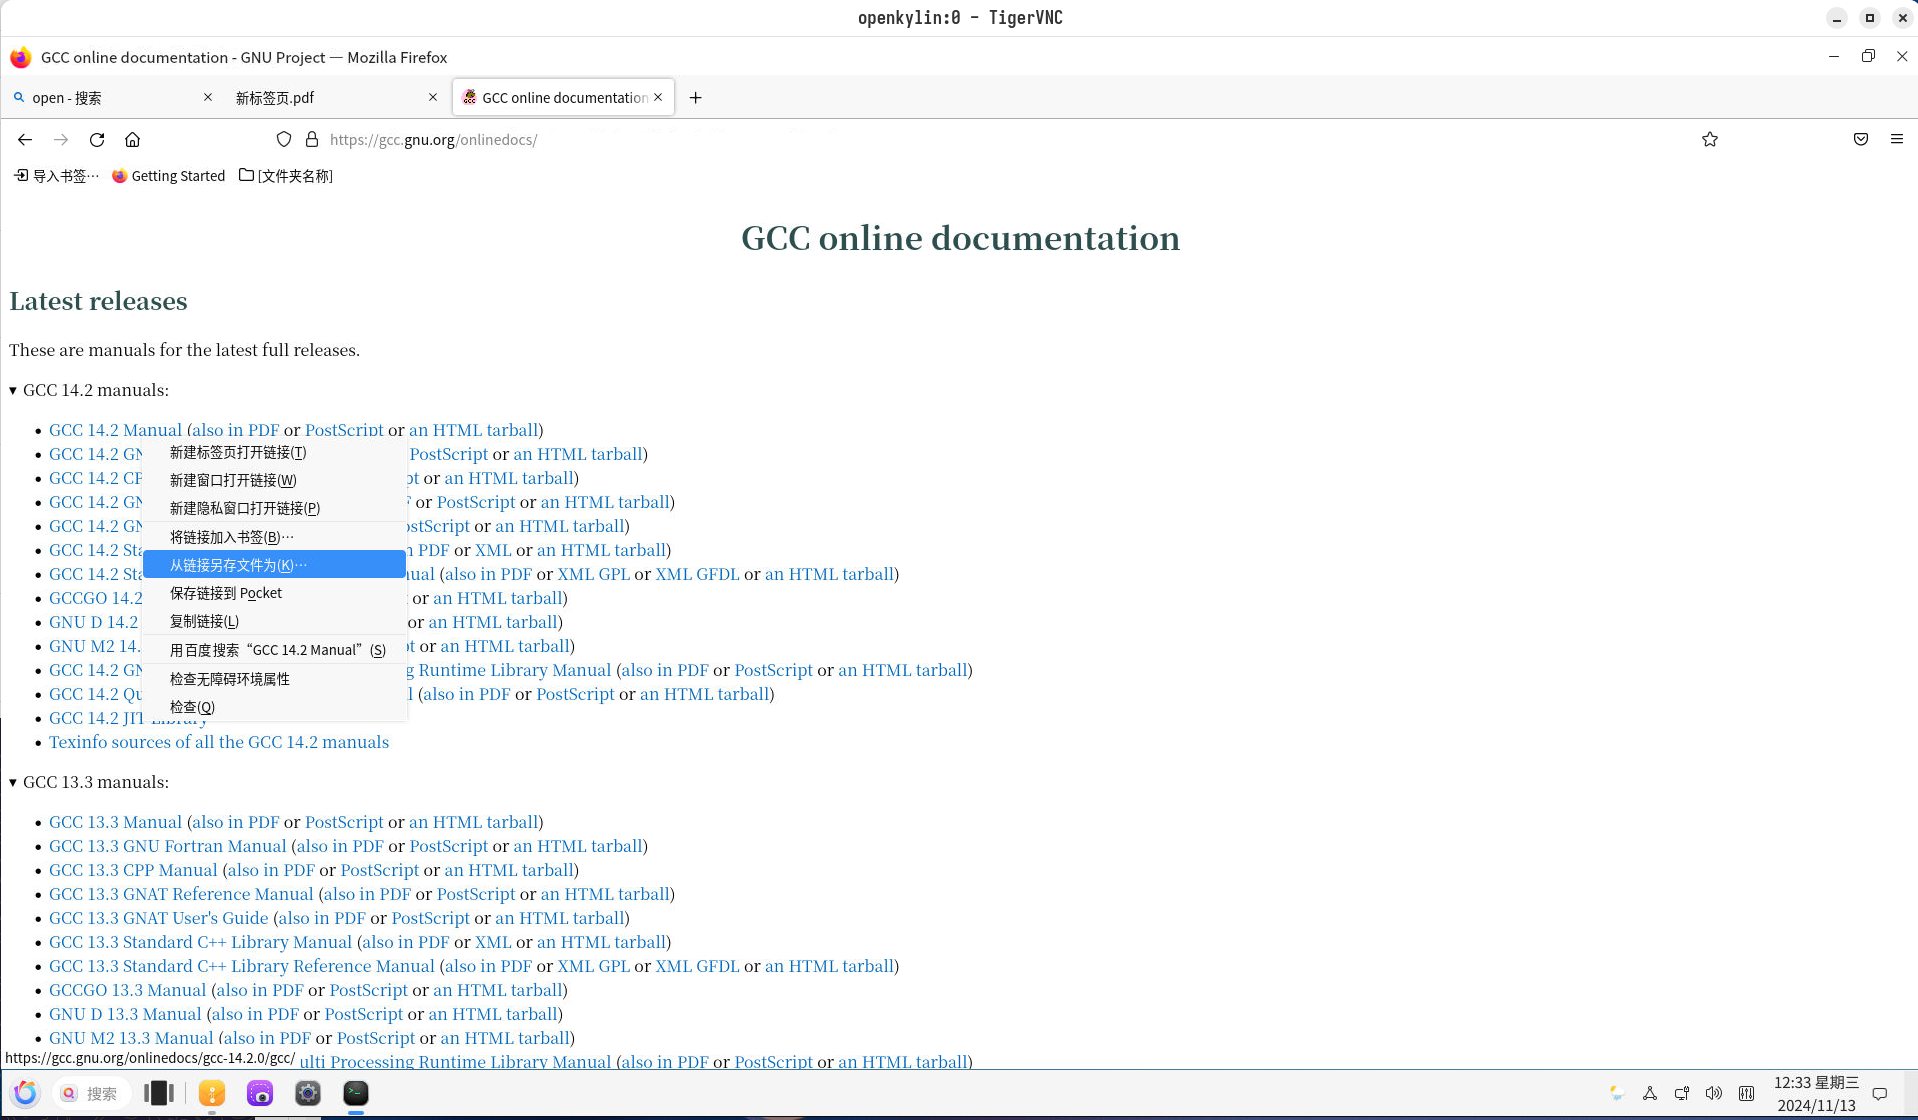 openkylin:0 - TigerVNC
GCC online documentation - GNU Project — Mozilla Firefox
open - 搜索
新标签页.pdf
GCC online documentation
https://gcc.gnu.org/onlinedocs/
导入书签…
Getting Started
[文件夹名称]
GCC online documentation
Latest releases
These are manuals for the latest full releases.
▾ GCC 14.2 manuals:
GCC 14.2 Manual (also in PDF or PostScript or an HTML tarball)
GCC 14.2 GN PostScript or an HTML tarball)
GCC 14.2 CP pt or an HTML tarball)
GCC 14.2 GN F or PostScript or an HTML tarball)
GCC 14.2 GN stScript or an HTML tarball)
GCC 14.2 Sta n PDF or XML or an HTML tarball)
GCC 14.2 Sta nual (also in PDF or XML GPL or XML GFDL or an HTML tarball)
GCCGO 14.2 or an HTML tarball)
GNU D 14.2 or an HTML tarball)
GNU M2 14. t or an HTML tarball)
GCC 14.2 GN g Runtime Library Manual (also in PDF or PostScript or an HTML tarball)
GCC 14.2 Qu l (also in PDF or PostScript or an HTML tarball)
GCC 14.2 JIT Library
Texinfo sources of all the GCC 14.2 manuals
新建标签页打开链接(T)
新建窗口打开链接(W)
新建隐私窗口打开链接(P)
将链接加入书签(B)…
从链接另存文件为(K)…
保存链接到 Pocket
复制链接(L)
用百度搜索“GCC 14.2 Manual”(S)
检查无障碍环境属性
检查(Q)
▾ GCC 13.3 manuals:
GCC 13.3 Manual (also in PDF or PostScript or an HTML tarball)
GCC 13.3 GNU Fortran Manual (also in PDF or PostScript or an HTML tarball)
GCC 13.3 CPP Manual (also in PDF or PostScript or an HTML tarball)
GCC 13.3 GNAT Reference Manual (also in PDF or PostScript or an HTML tarball)
GCC 13.3 GNAT User's Guide (also in PDF or PostScript or an HTML tarball)
GCC 13.3 Standard C++ Library Manual (also in PDF or XML or an HTML tarball)
GCC 13.3 Standard C++ Library Reference Manual (also in PDF or XML GPL or XML GFDL or an HTML tarball)
GCCGO 13.3 Manual (also in PDF or PostScript or an HTML tarball)
GNU D 13.3 Manual (also in PDF or PostScript or an HTML tarball)
GNU M2 13.3 Manual (also in PDF or PostScript or an HTML tarball)
https://gcc.gnu.org/onlinedocs/gcc-14.2.0/gcc/ ulti Processing Runtime Library Manual (also in PDF or PostScript or an HTML tarball)
搜索
12:33 星期三
2024/11/13